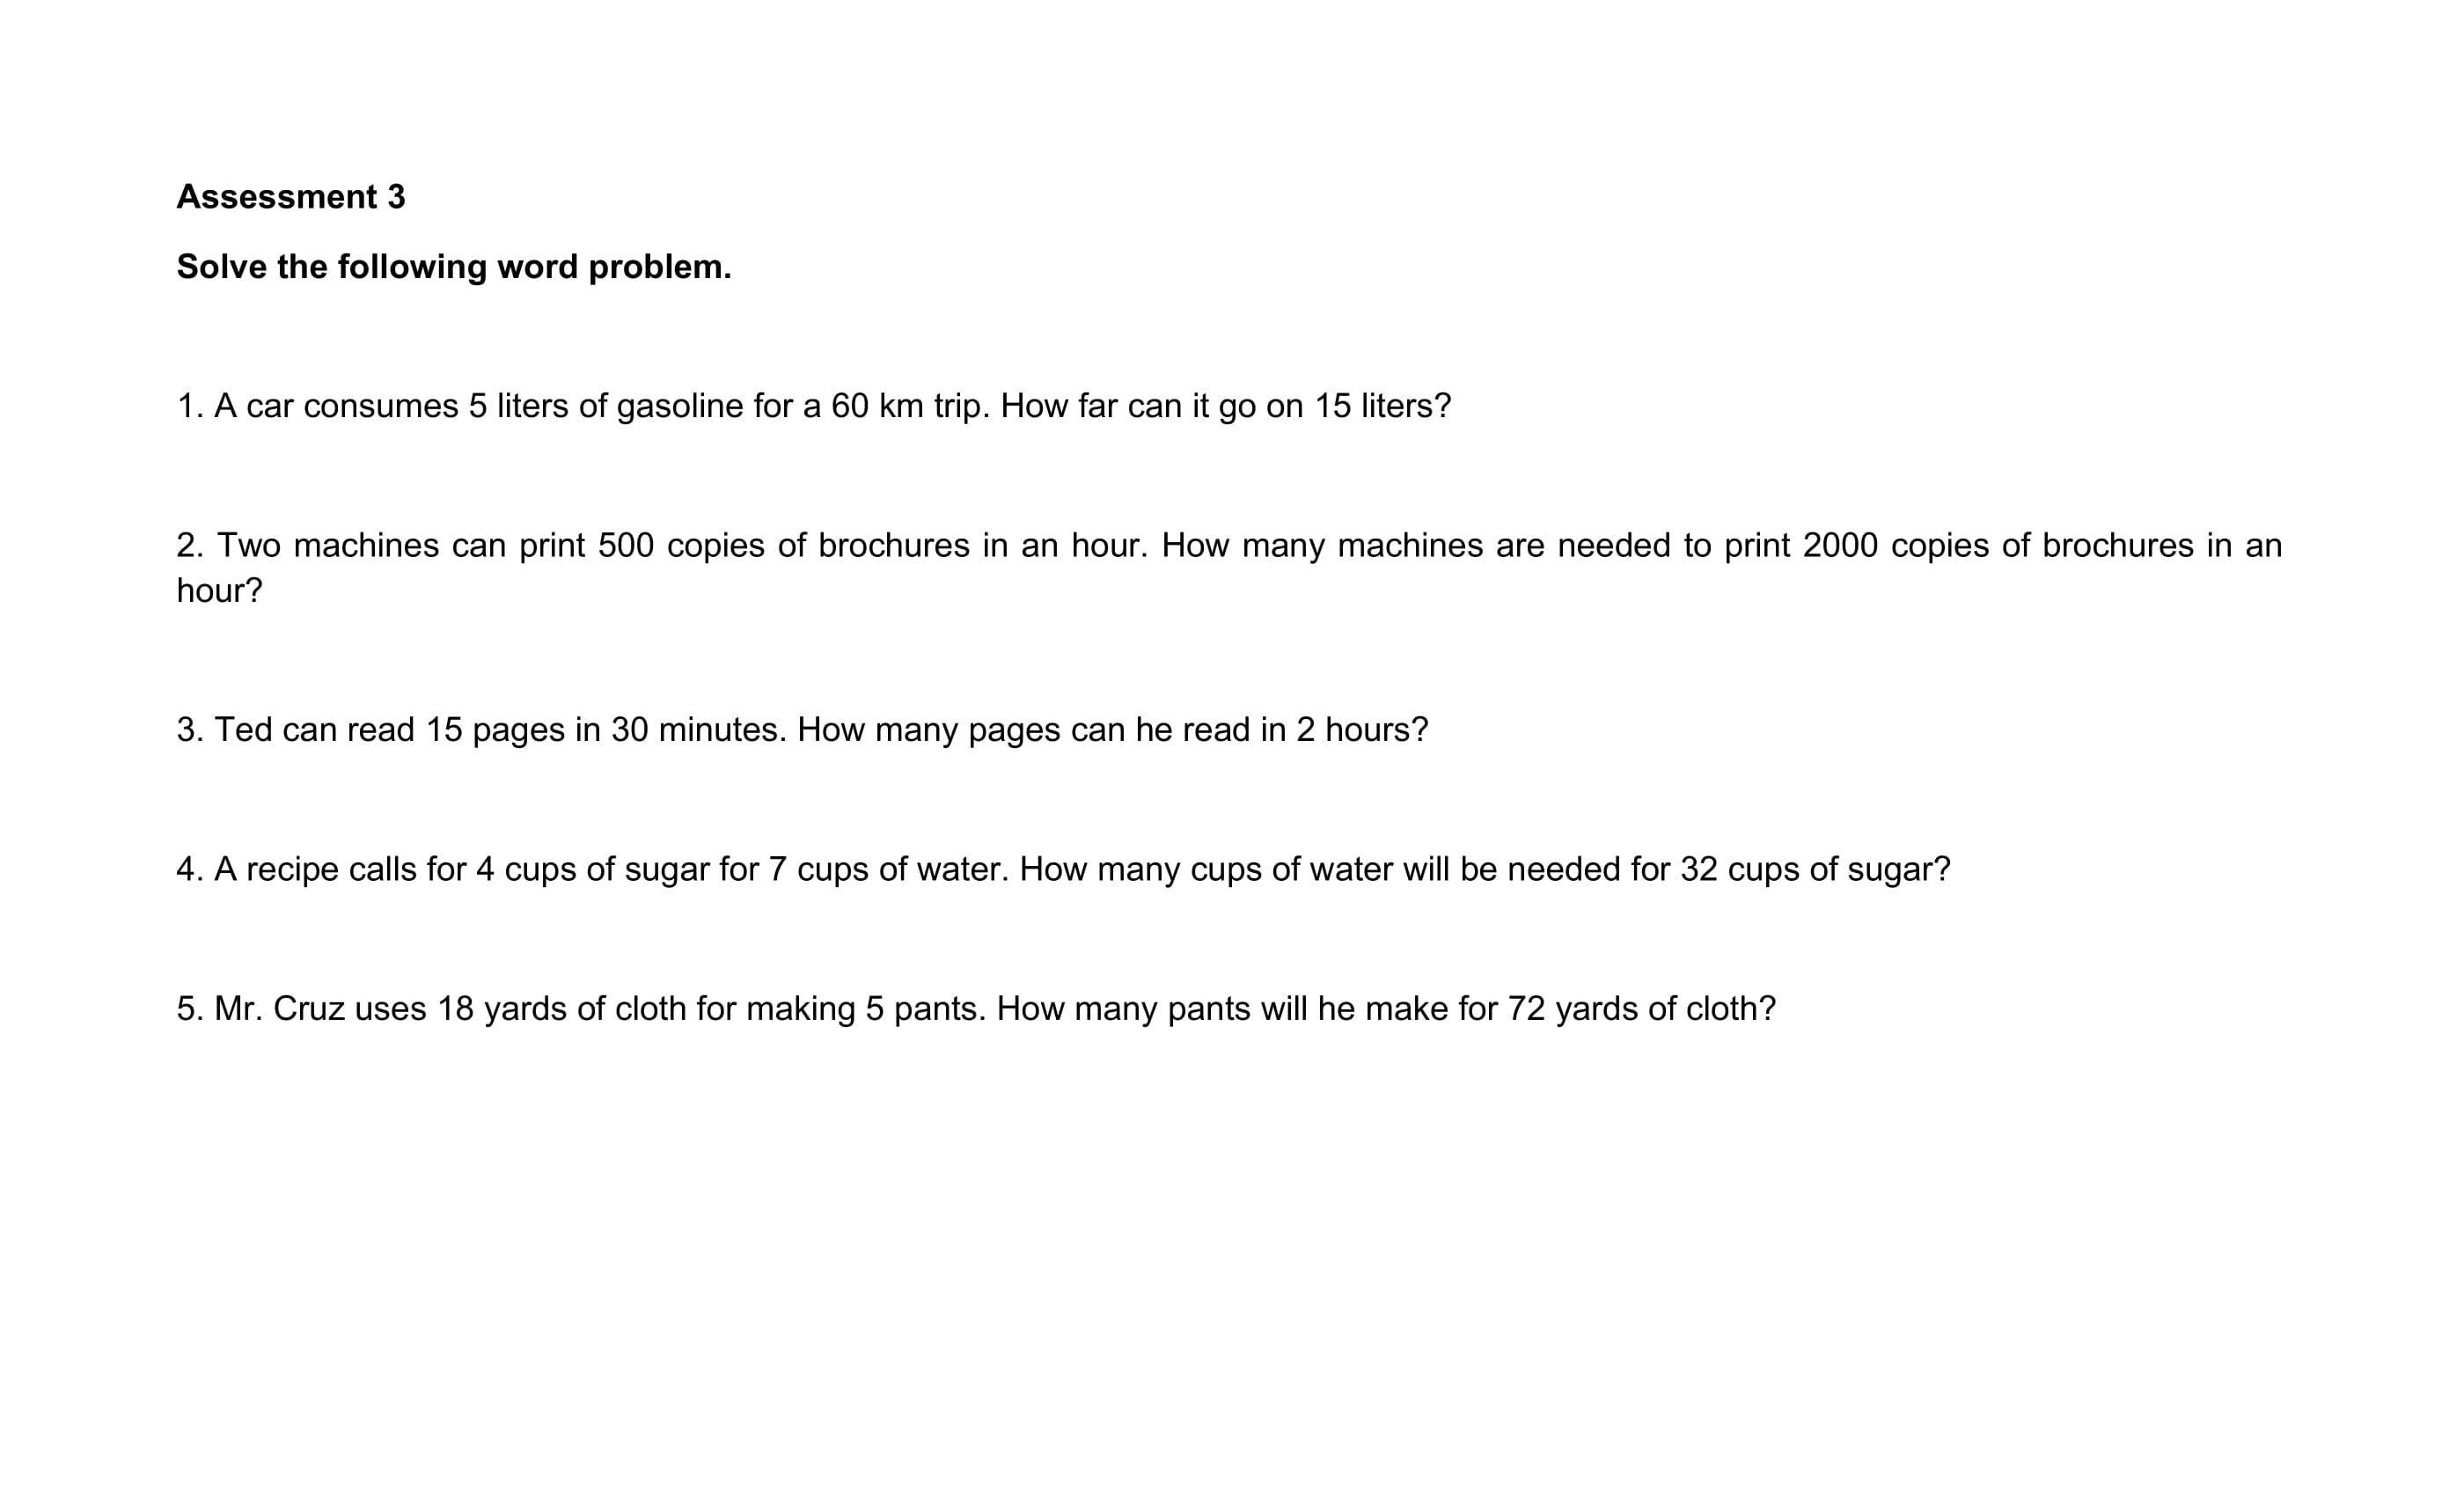 Assessment 3
Solve the following word problem.
1. A car consumes 5 liters of gasoline for a 60 km trip. How far can it go on 15 liters?
2. Two machines can print 500 copies of brochures in an hour. How many machines are needed to print 2000 copies of brochures in an
hour?
3. Ted can read 15 pages in 30 minutes. How many pages can he read in 2 hours?
4. A recipe calls for 4 cups of sugar for 7 cups of water. How many cups of water will be needed for 32 cups of sugar?
5. Mr. Cruz uses 18 yards of cloth for making 5 pants. How many pants will he make for 72 yards of cloth?